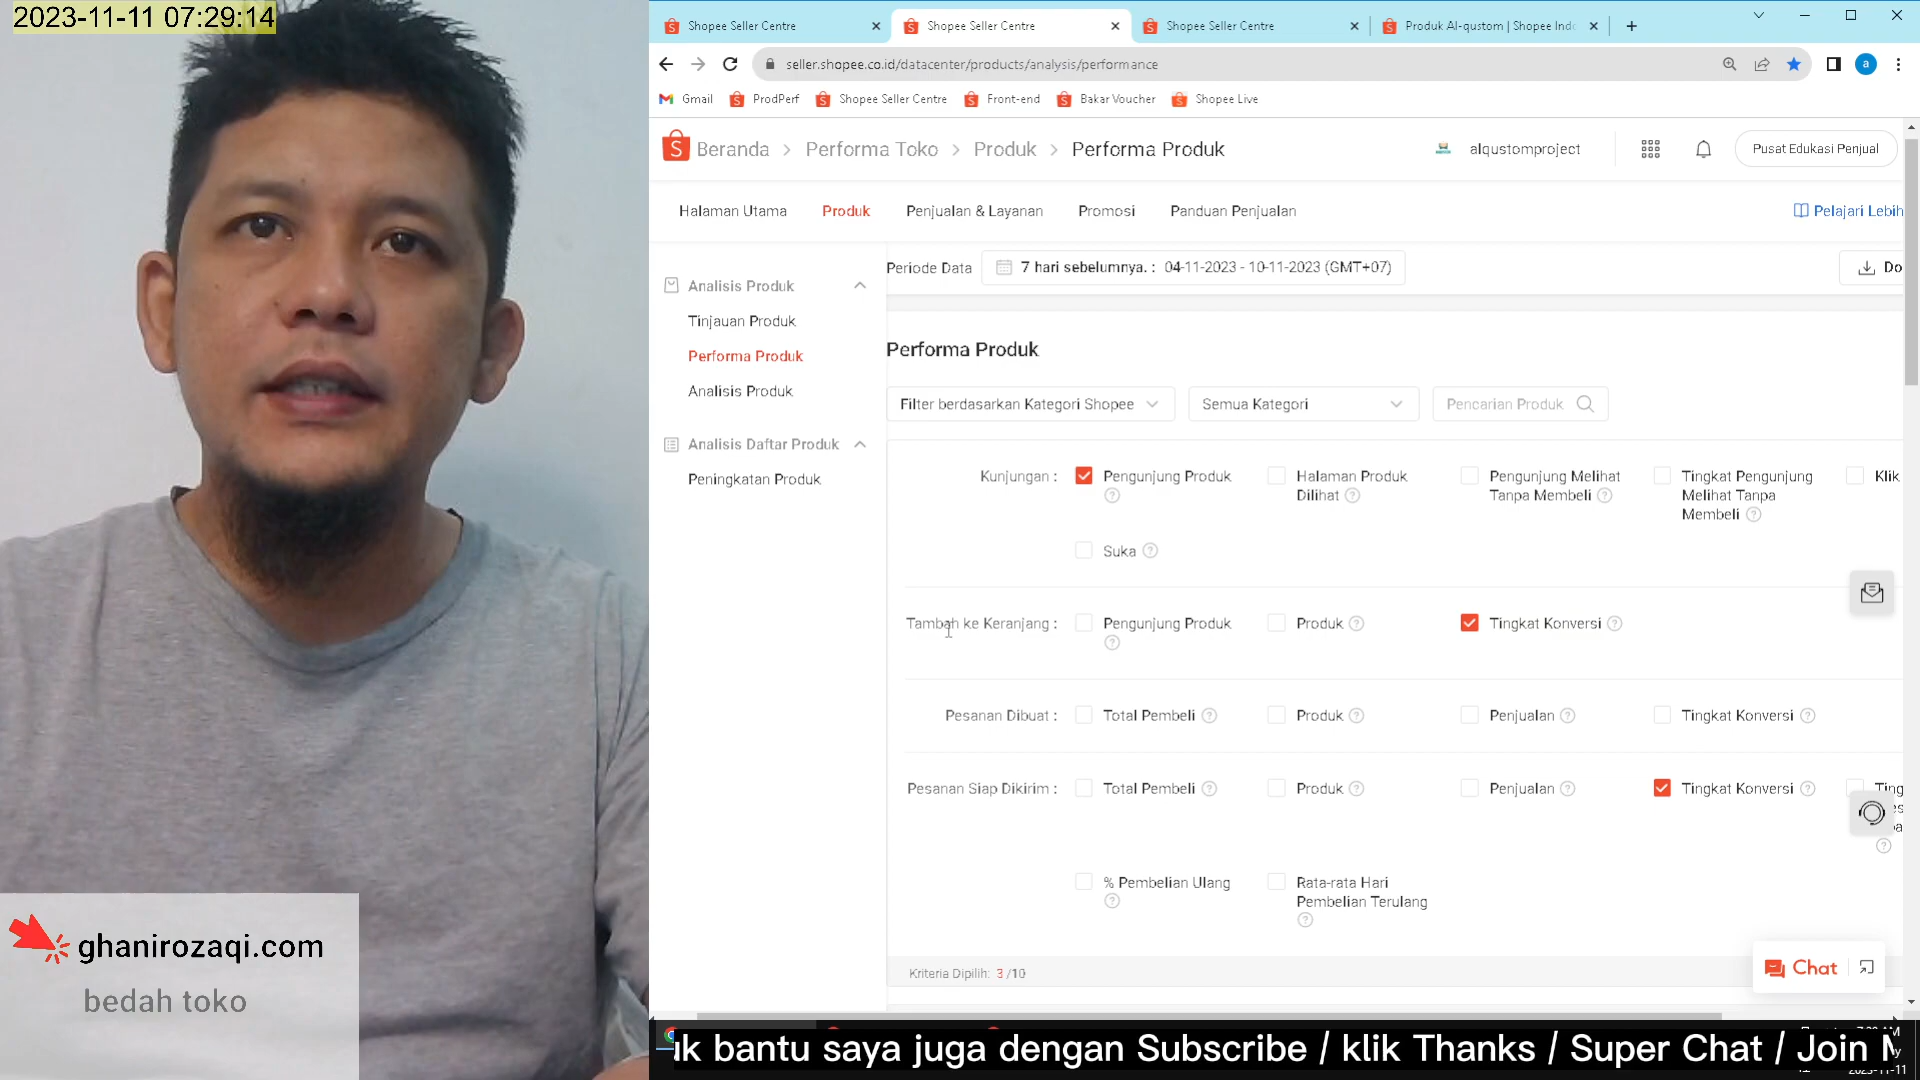 2023-11-11 07:29:14
Shopee Seller Centre
Shopee Seller Centre
Shopee Seller Centre
Produk Al-qustom | Shopee Indo
seller.shopee.co.id/datacenter/products/analysis/performance
a
Gmail
ProdPerf
Shopee Seller Centre
Front-end
Bakar Voucher
Shopee Live
Beranda > Performa Toko > Produk > Performa Produk
alqustomproject
Pusat Edukasi Penjual
Halaman Utama
Produk
Penjualan & Layanan
Promosi
Panduan Penjualan
Pelajari Lebih
Analisis Produk
Tinjauan Produk
Performa Produk
Analisis Produk
Analisis Daftar Produk
Peningkatan Produk
Periode Data
7 hari sebelumnya. : 04-11-2023 - 10-11-2023 (GMT+07)
Do
Performa Produk
Filter berdasarkan Kategori Shopee
Semua Kategori
Pencarian Produk
Kunjungan :
Pengunjung Produk
Halaman Produk
Dilihat
Pengunjung Melihat
Tanpa Membeli
Tingkat Pengunjung
Melihat Tanpa
Membeli
Klik
Suka
Tambah ke Keranjang :
Pengunjung Produk
Produk
Tingkat Konversi
Pesanan Dibuat :
Total Pembeli
Produk
Penjualan
Tingkat Konversi
Pesanan Siap Dikirim :
Total Pembeli
Produk
Penjualan
Tingkat Konversi
Ting
% Pembelian Ulang
Rata-rata Hari
Pembelian Terulang
Kriteria Dipilih: 3 /10
Chat
ghanirozaqi.com
bedah toko
uk bantu saya juga dengan Subscribe / klik Thanks / Super Chat / Join
2023-11-11